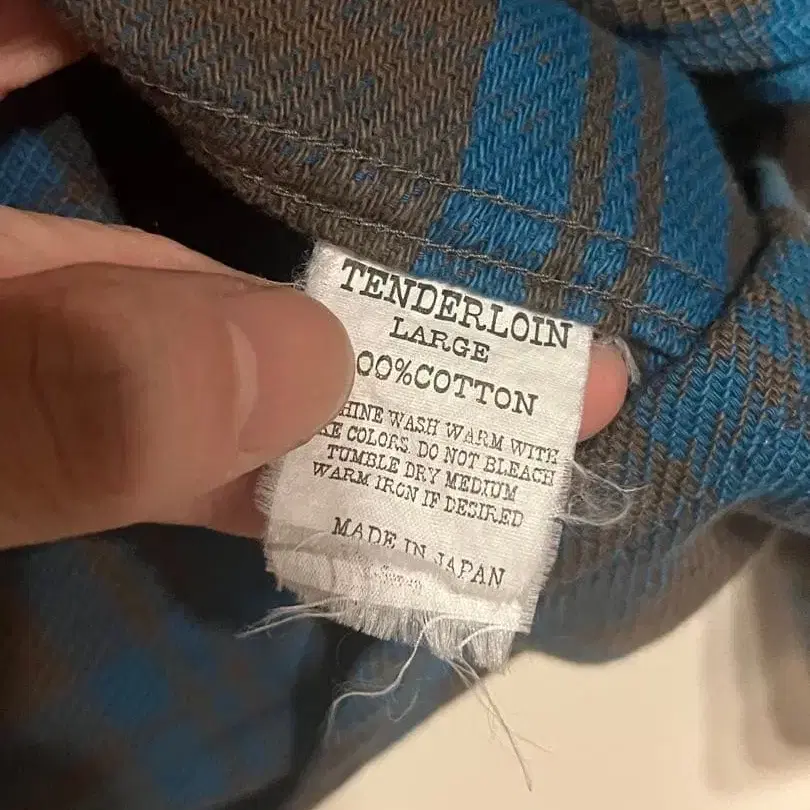 TENDERLOIN
LARGE
00%COTTON
HINE WASH WARM WITH
KE COLORS. DO NOT BLEACH
TUMBLE DRY MEDIUM
WARM IRON IF DESIRED
MADE IN JAPAN